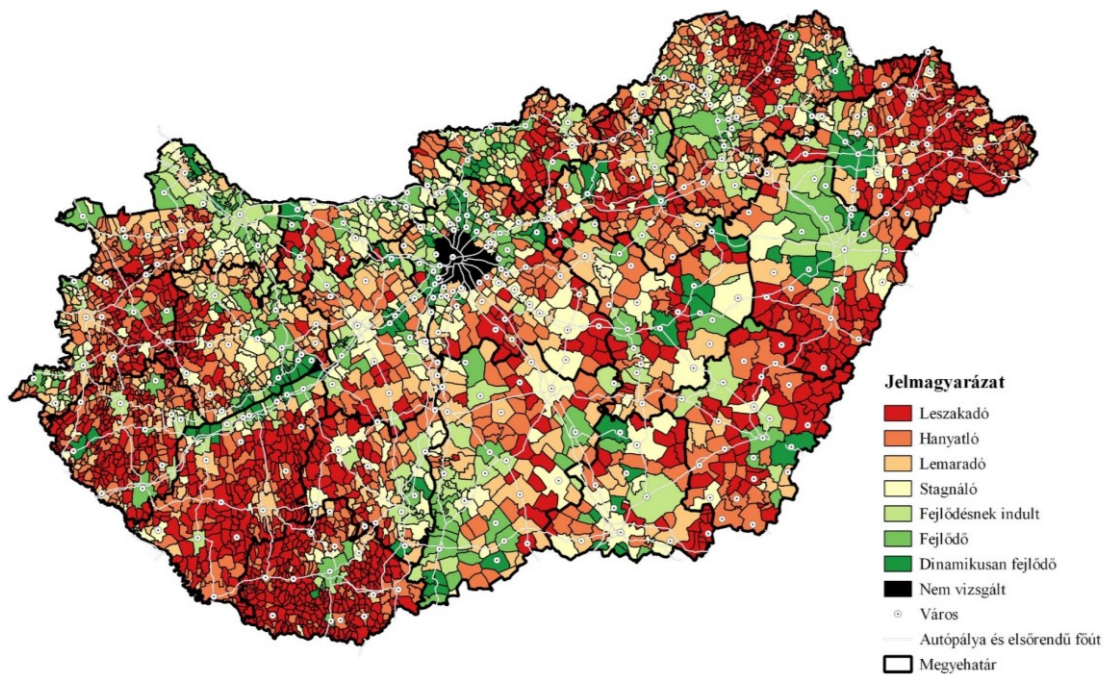 Jelmagyarázat
Leszakadó
Hanyatló
Lemaradó
Stagnáló
Fejlődésnek indult
Fejlődő
Dinamikusan fejlődő
Nem vizsgált
Város
Autópálya és elsőrendű főút
Megyehatár